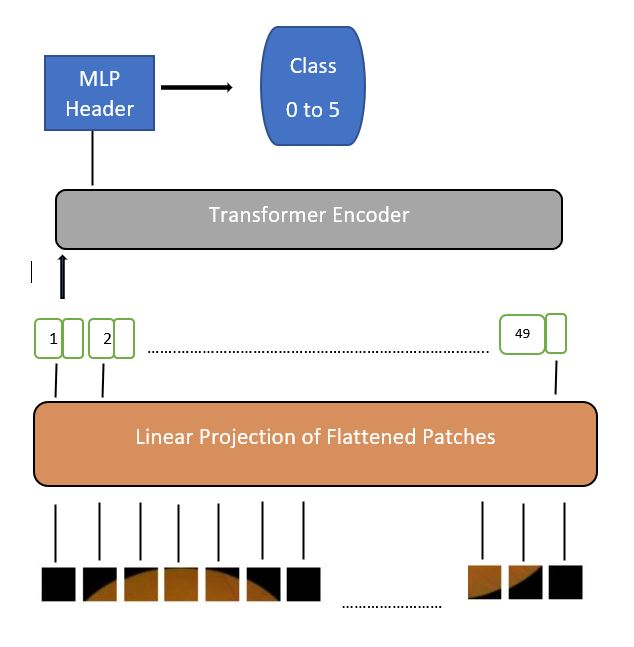 MLP
Header
Class
0 to 5
Transformer Encoder
1
2
49
Linear Projection of Flattened Patches